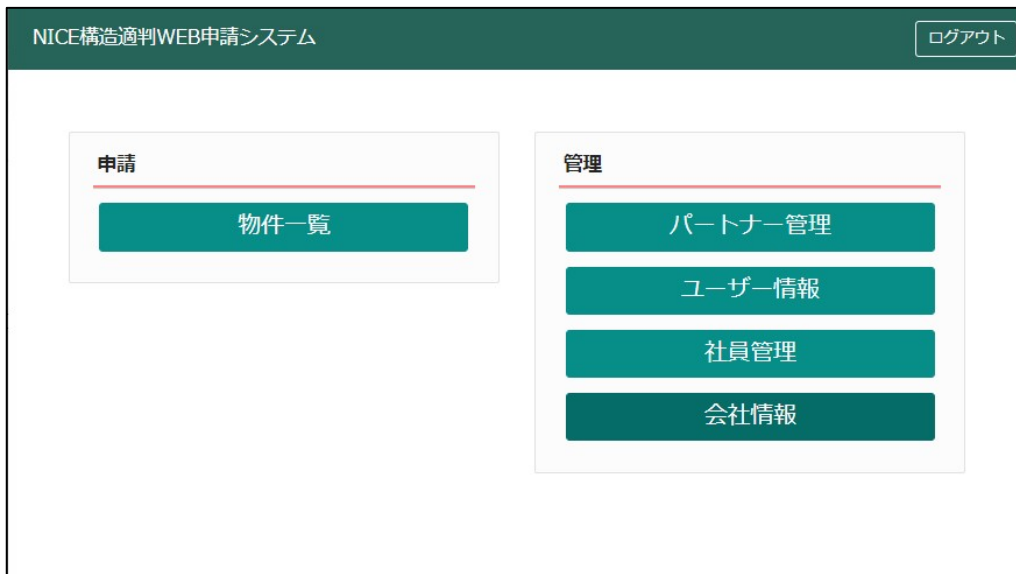 NICE構造適判WEB申請システム
ログアウト
申請
物件一覧
管理
パートナー管理
ユーザー情報
社員管理
会社情報